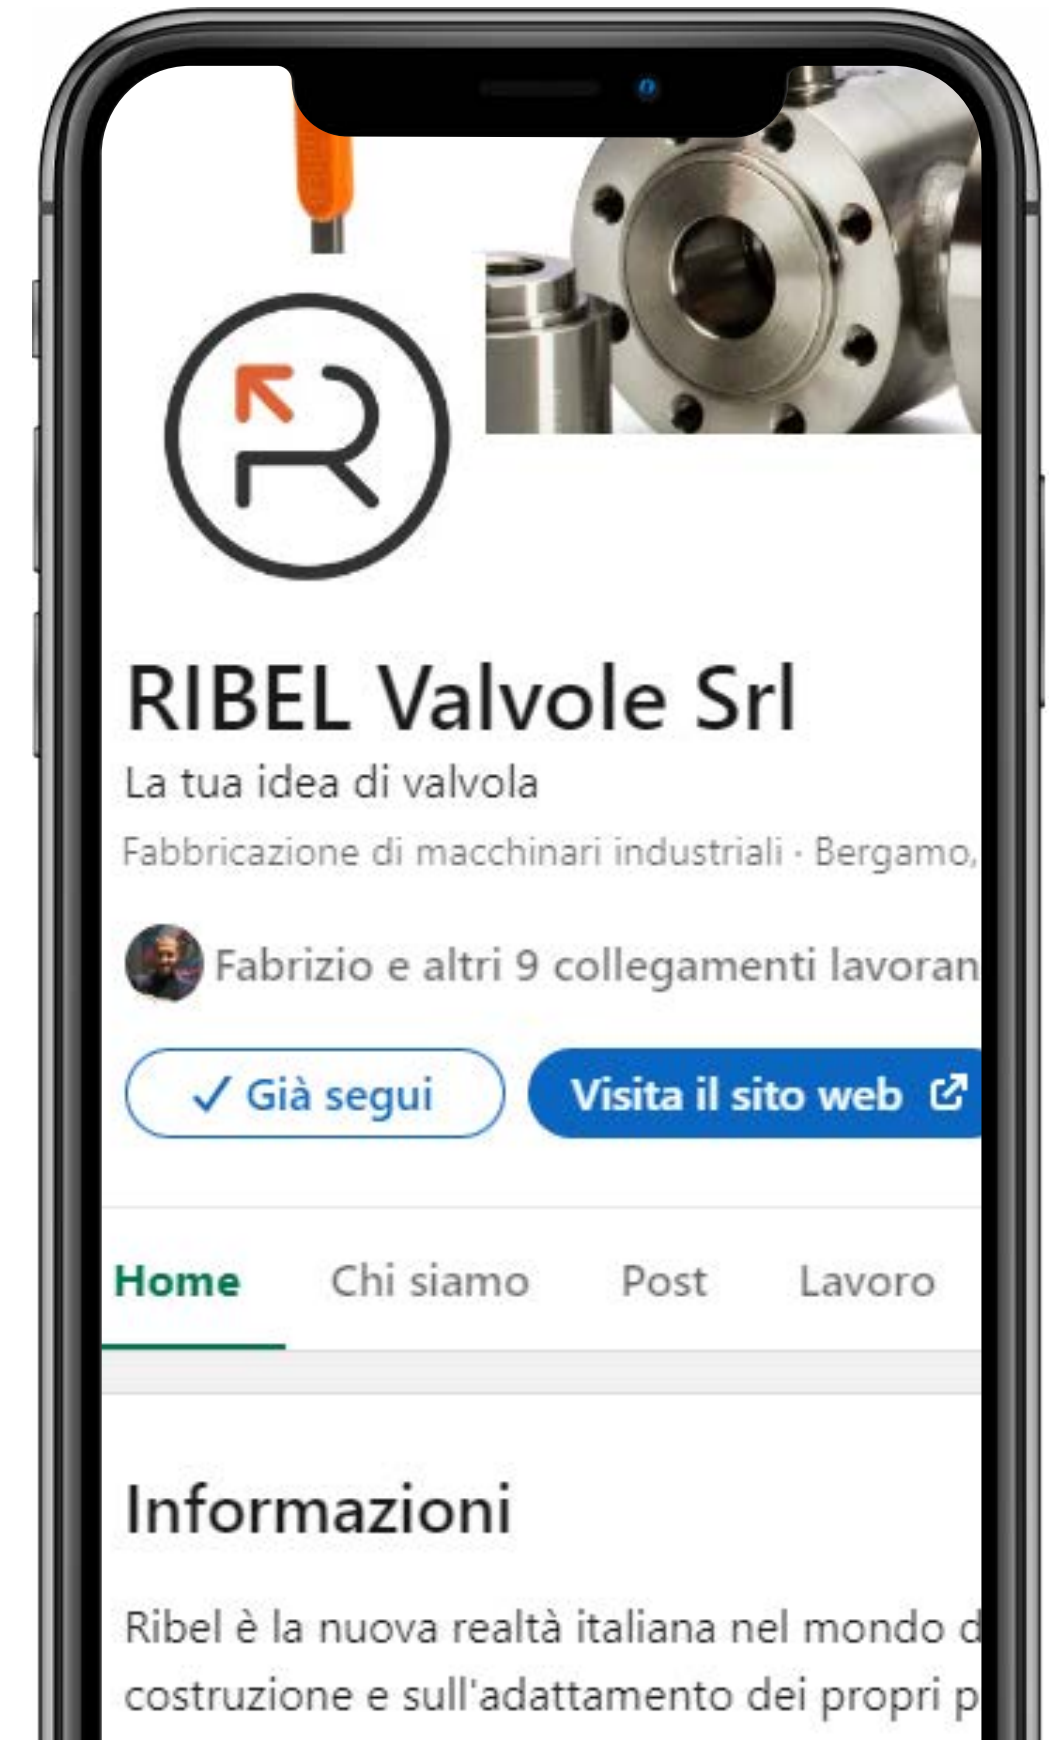 R
RIBEL Valvole Srl
La tua idea di valvola
Fabbricazione di macchinari industriali · Bergamo,
Fabrizio e altri 9 collegamenti lavoran
✓ Già segui
Visita il sito web
Home Chi siamo Post Lavoro
Informazioni
Ribel è la nuova realtà italiana nel mondo d
costruzione e sull'adattamento dei propri p